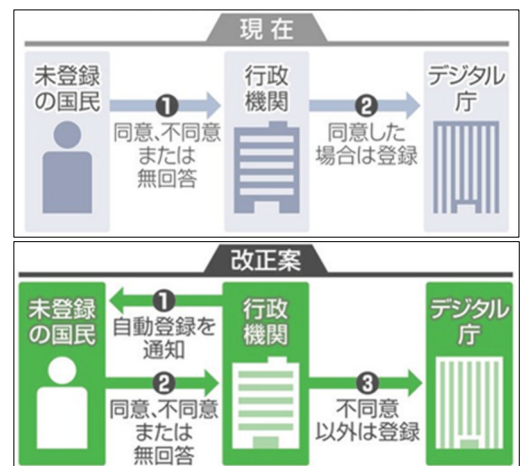 現在
未登録
の国民
❶
同意、不同意
または
無回答
行政
機関
❷
同意した
場合は登録
デジタル
庁
改正案
未登録
の国民
❶
自動登録を
通知
❷
同意、不同意
または
無回答
行政
機関
❸
不同意
以外は登録
デジタル
庁